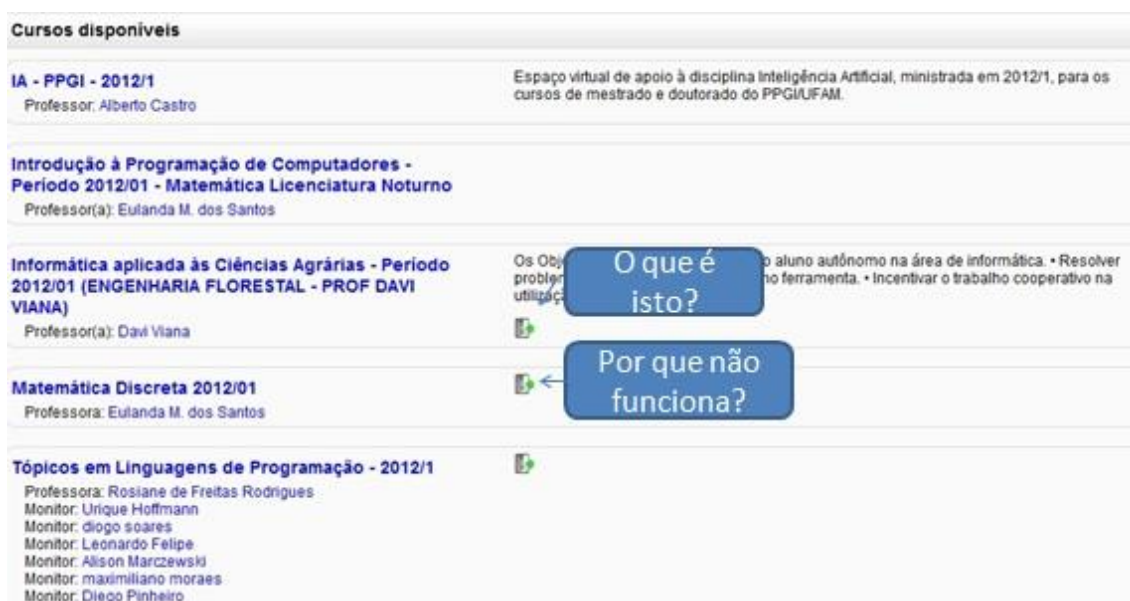 Cursos disponíveis
IA - PPGI - 2012/1
Professor: Alberto Castro
Espaço virtual de apoio à disciplina Inteligência Artificial, ministrada em 2012/1, para os
cursos de mestrado e doutorado do PPGI/UFAM.
Introdução à Programação de Computadores -
Período 2012/01 - Matemática Licenciatura Noturno
Professor(a): Eulanda M. dos Santos
Informática aplicada às Ciências Agrárias - Período
2012/01 (ENGENHARIA FLORESTAL - PROF DAVI
VIANA)
Professor(a): Davi Viana
Os Obj o aluno autônomo na área de informática. • Resolver
proble ferramenta. • Incentivar o trabalho cooperativo na
utilizaç
O que é
isto?
Matemática Discreta 2012/01
Professora: Eulanda M. dos Santos
Por que não
funciona?
Tópicos em Linguagens de Programação - 2012/1
Professora: Rosiane de Freitas Rodrigues
Monitor: Urique Hoffmann
Monitor: diogo soares
Monitor: Leonardo Felipe
Monitor: Alison Marczewski
Monitor: maximiliano moraes
Monitor: Diego Pinheiro